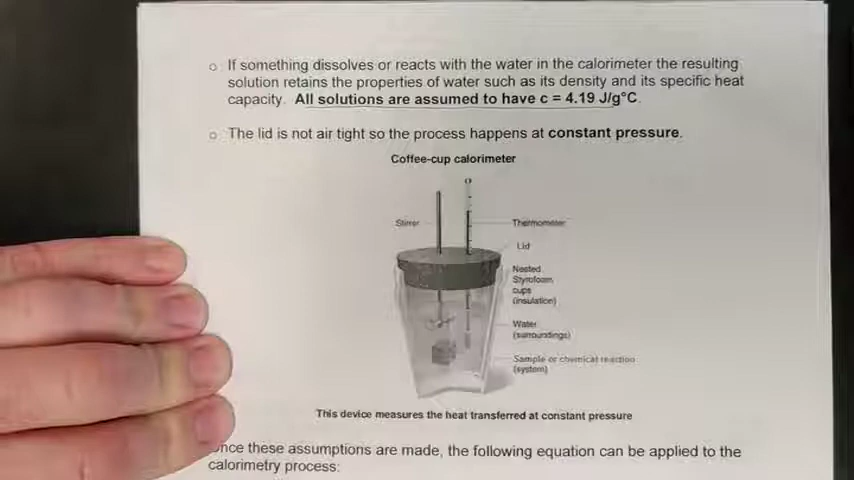 o If something dissolves or reacts with the water in the calorimeter the resulting
solution retains the properties of water such as its density and its specific heat
capacity. All solutions are assumed to have c = 4.19 J/g°C.
o The lid is not air tight so the process happens at constant pressure.
Coffee-cup calorimeter
Stirrer
Thermometer
Lid
Nested
Styrofoam
cups
(insulation)
Water
(surroundings)
Sample or chemical reaction
(system)
This device measures the heat transferred at constant pressure
nce these assumptions are made, the following equation can be applied to the
calorimetry process: